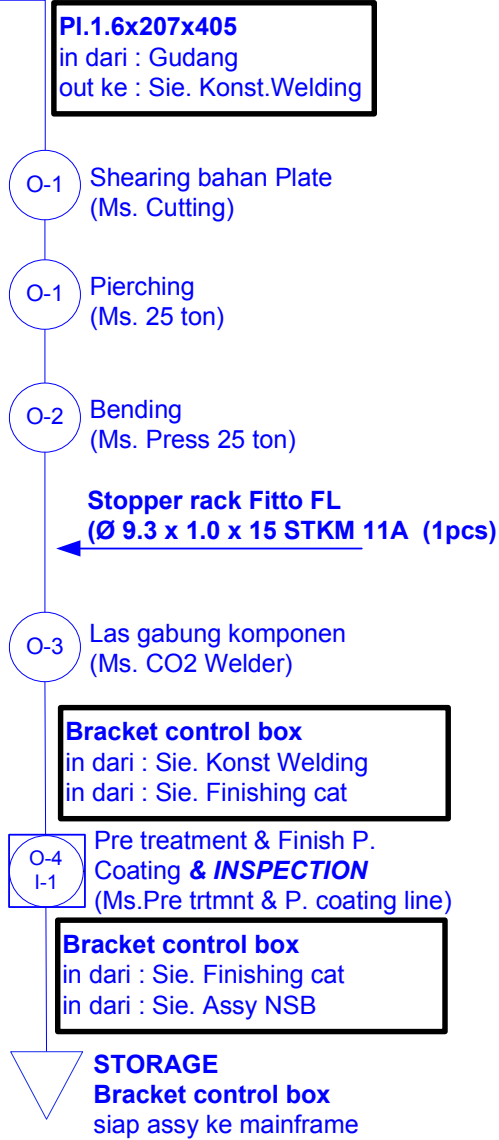 Pl.1.6x207x405
in dari : Gudang
out ke : Sie. Konst.Welding
O-1
Shearing bahan Plate
(Ms. Cutting)
O-1
Pierching
(Ms. 25 ton)
O-2
Bending
(Ms. Press 25 ton)
Stopper rack Fitto FL
(Ø 9.3 x 1.0 x 15 STKM 11A  (1pcs)
O-3
Las gabung komponen
(Ms. CO2 Welder)
Bracket control box
in dari : Sie. Konst Welding
in dari : Sie. Finishing cat
O-4
I-1
Pre treatment & Finish P.
Coating & INSPECTION
(Ms.Pre trtmnt & P. coating line)
Bracket control box
in dari : Sie. Finishing cat
in dari : Sie. Assy NSB
STORAGE
Bracket control box
siap assy ke mainframe